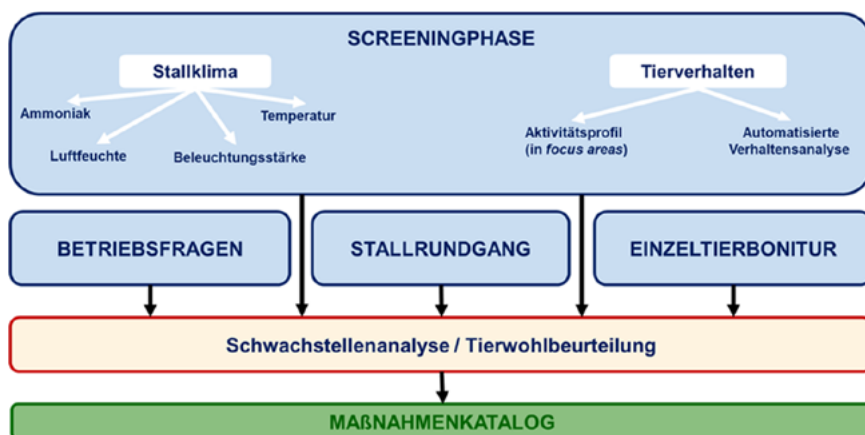 SCREENINGPHASE
Stallklima
Tierverhalten
Ammoniak
Temperatur
Luftfeuchte
Beleuchtungsstärke
Aktivitätsprofil
(in focus areas)
Automatisierte
Verhaltensanalyse
BETRIEBSFRAGEN
STALLRUNDGANG
EINZELTIERBONITUR
Schwachstellenanalyse / Tierwohlbeurteilung
MAßNAHMENKATALOG